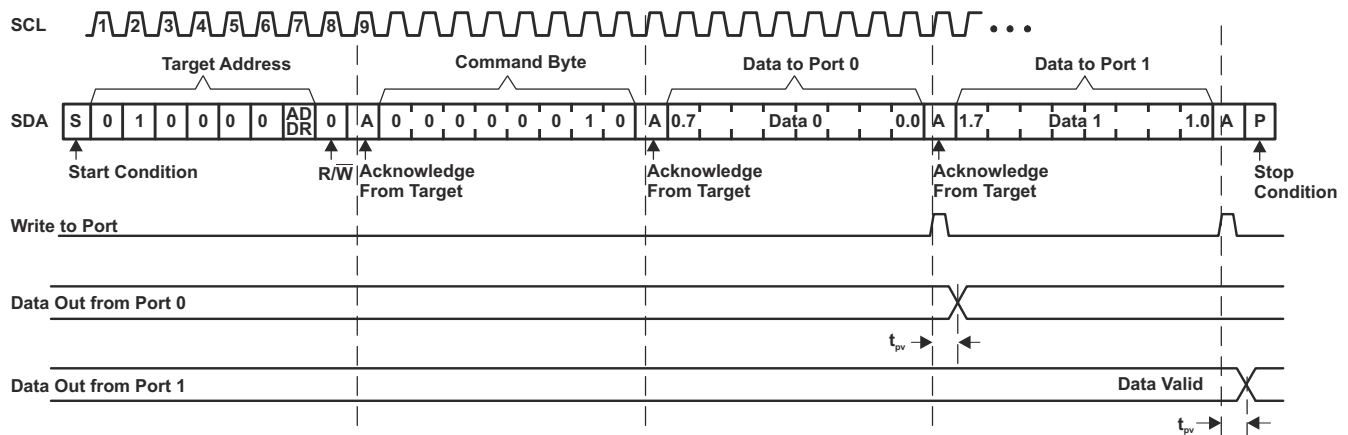 SCL 1 2 3 4 5 6 7 8 9
Target Address Command Byte Data to Port 0 Data to Port 1
SDA S 0 1 0 0 0 0 AD DR 0 A 0 0 0 0 0 0 1 0 A 0.7 Data 0 0.0 A 1.7 Data 1 1.0 A P
Start Condition R/W Acknowledge From Target Acknowledge From Target Acknowledge From Target Stop Condition
Write to Port
Data Out from Port 0
tpv
Data Out from Port 1 Data Valid
tpv